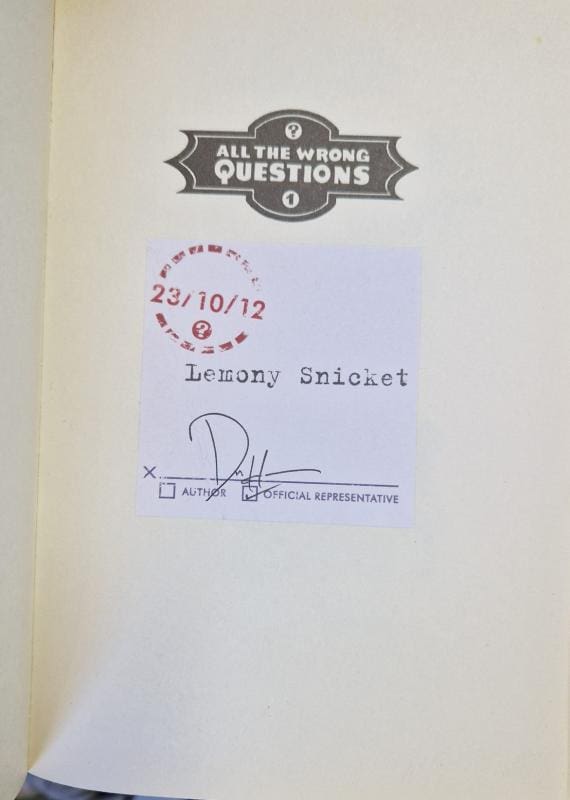 ?
ALL THE WRONG
QUESTIONS
1
23/10/12
?
Lemony Snicket
X
AUTHOR OFFICIAL REPRESENTATIVE